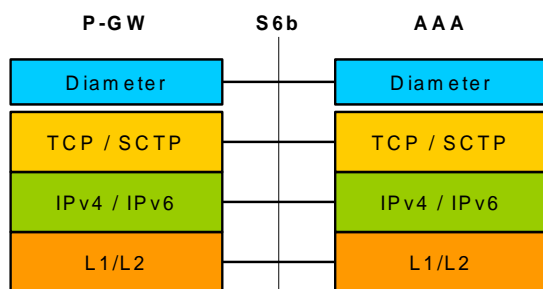 P-GW S6b AAA
Diameter Diameter
TCP / SCTP TCP / SCTP
IPv4 / IPv6 IPv4 / IPv6
L1/L2 L1/L2